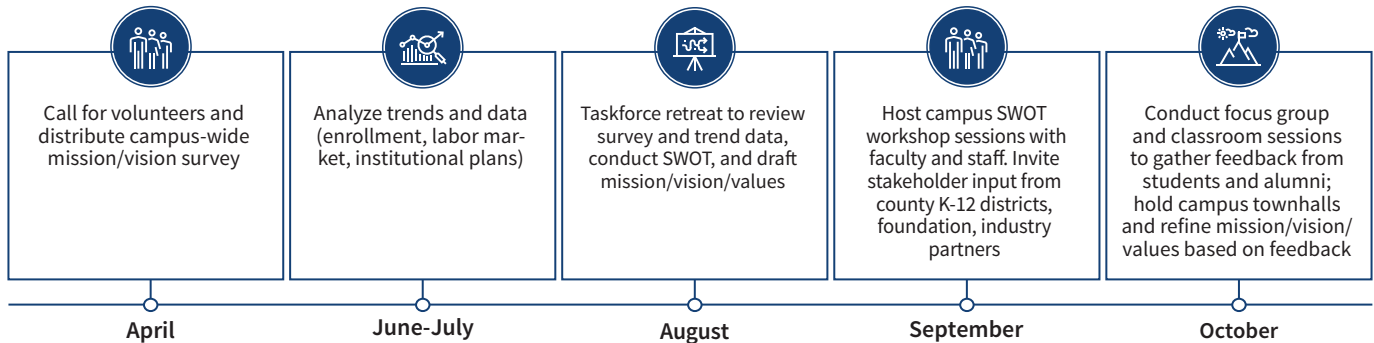 Call for volunteers and
distribute campus-wide
mission/vision survey
Analyze trends and data
(enrollment, labor mar-
ket, institutional plans)
Taskforce retreat to review
survey and trend data,
conduct SWOT, and draft
mission/vision/values
Host campus SWOT
workshop sessions with
faculty and staff. Invite
stakeholder input from
county K-12 districts,
foundation, industry
partners
Conduct focus group
and classroom sessions
to gather feedback from
students and alumni;
hold campus townhalls
and refine mission/vision/
values based on feedback
April
June-July
August
September
October